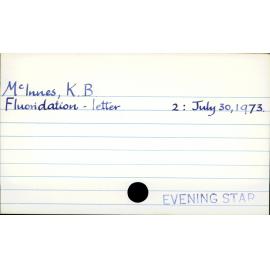 McInnes, K. B
Fluoridation - letter 2: July 30, 1973.
EVENING STAR